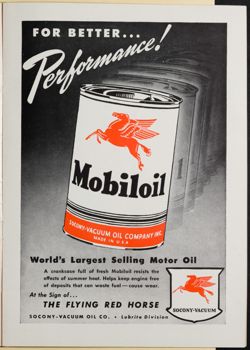 FOR BETTER...
Performance!
Mobiloil
SOCONY-VACUUM OIL COMPANY INC.
MADE IN U.S.A.
World's Largest Selling Motor Oil
A crankcase full of fresh Mobiloil resists the
effects of summer heat. Helps keep engine free
of deposits that can waste fuel—cause wear.
At the Sign of...
THE FLYING RED HORSE
SOCONY-VACUUM OIL CO. • Lubrite Division
SOCONY-VACUUM